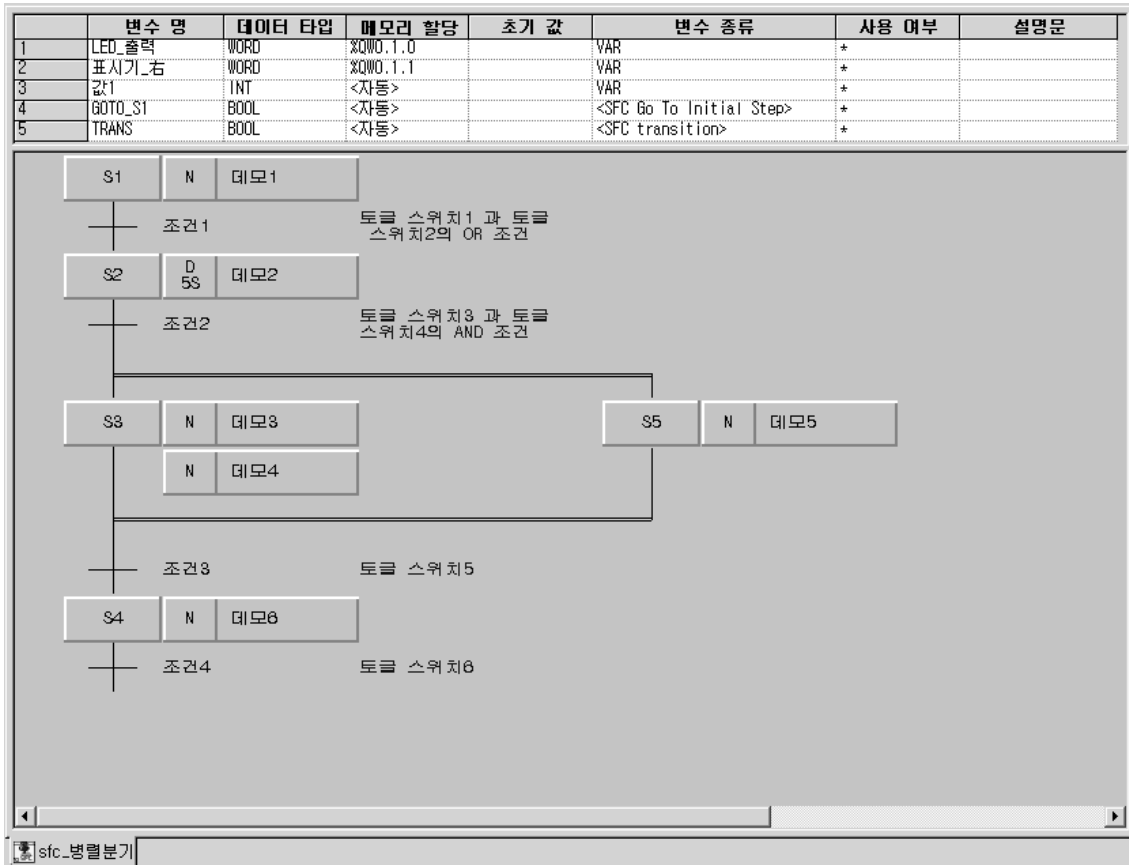 변수 명 데이터 타입 메모리 할당 초기 값 변수 종류 사용 여부 설명문
1 LED_출력 WORD %QW0.1.0 VAR *
2 표시기_右 WORD %QW0.1.1 VAR *
3 값1 INT <자동> VAR *
4 GOTO_S1 BOOL <자동> <SFC Go To Initial Step> *
5 TRANS BOOL <자동> <SFC transition> *
S1 N 데모1
조건1 토글 스위치1 과 토글
스위치2의 OR 조건
S2 D 5S 데모2
조건2 토글 스위치3 과 토글
스위치4의 AND 조건
S3 N 데모3 S5 N 데모5
N 데모4
조건3 토글 스위치5
S4 N 데모6
조건4 토글 스위치6
sfc_병렬분기